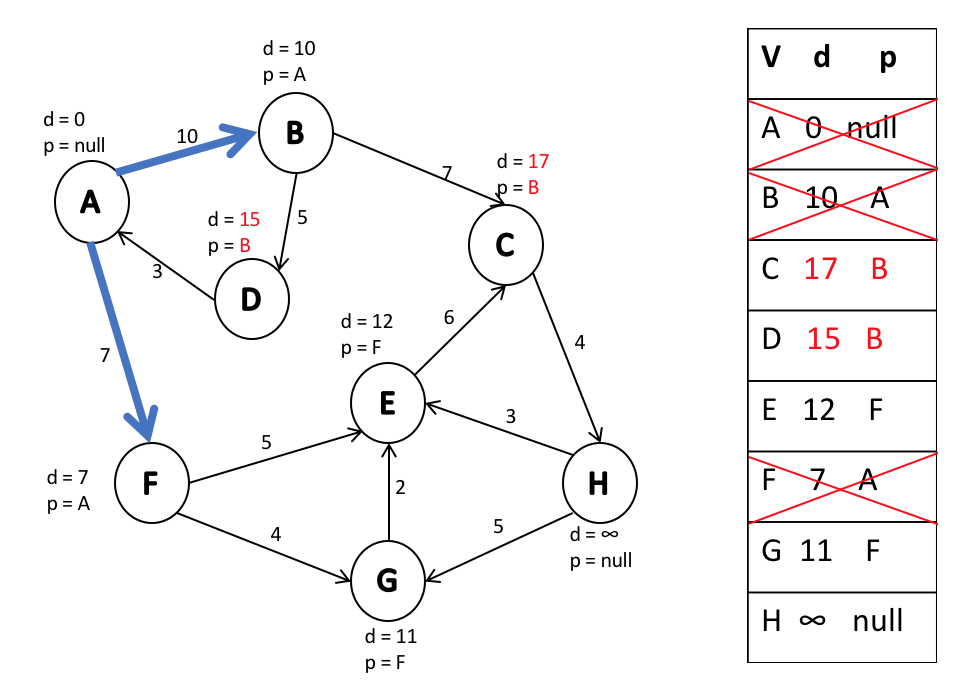 d = 10
p = A
B
d = 0
p = null
10
A
7
d = 17
p = B
d = 15
p = B
5
C
3
D
d = 12
p = F
6
4
7
E
3
5
d = 7
p = A
F
2
H
4
5
d = ∞
p = null
G
d = 11
p = F
V d p
A 0 null
B 10 A
C 17 B
D 15 B
E 12 F
F 7 A
G 11 F
H ∞ null